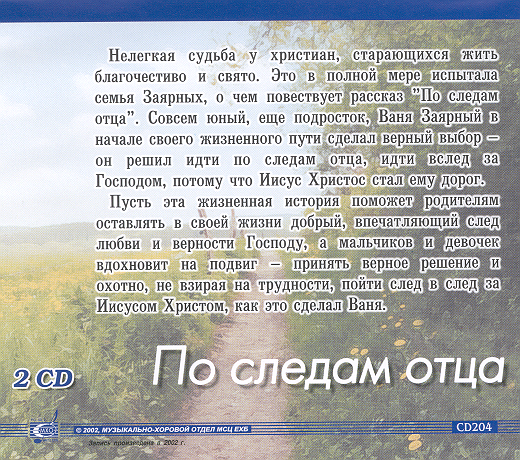 Нелегкая судьба у христиан, старающихся жить
благочестиво и свято. Это в полной мере испытала
семья Заярных, о чем повествует рассказ "По следам
отца". Совсем юный, еще подросток, Ваня Заярный в
начале своего жизненного пути сделал верный выбор –
он решил идти по следам отца, идти вслед за
Господом, потому что Иисус Христос стал ему дорог.
Пусть эта жизненная история поможет родителям
оставлять в своей жизни добрый, впечатляющий след
любви и верности Господу, а мальчиков и девочек
вдохновит на подвиг – принять верное решение и
охотно, не взирая на трудности, пойти след в след за
Иисусом Христом, как это сделал Ваня.
2 CD
По следам отца
МХО
© 2002, МУЗЫКАЛЬНО-ХОРОВОЙ ОТДЕЛ МСЦ ЕХБ
CD204
Запись произведена в 2002 г.